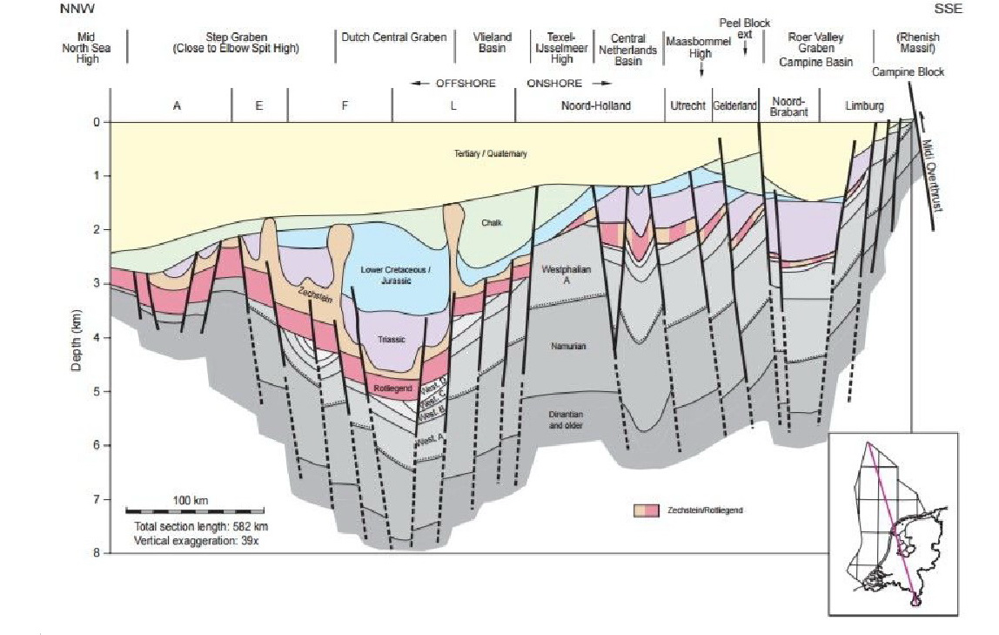 NNW
SSE
Mid
North Sea
High
Step Graben
(Close to Elbow Spit High)
Dutch Central Graben
Vlieland
Basin
Texel-
IJsselmeer
High
Central
Netherlands
Basin
Maasbommel
High
Peel Block
ext
Roer Valley
Graben
Campine Basin
(Rhenish
Massif)
Campine Block
OFFSHORE
ONSHORE
A
E
F
L
Noord-Holland
Utrecht
Gelderland
Noord-
Brabant
Limburg
Depth (km)
0
1
2
3
4
5
6
7
8
Tertiary / Quaternary
Chalk
Lower Cretaceous /
Jurassic
Zechstein
Triassic
Rotliegend
West. D
West. C
West. B
West. A
Westphalian
A
Namurian
Dinantian
and older
Midi Overthrust
100 km
Total section length: 582 km
Vertical exaggeration: 39x
Zechstein/Rotliegend